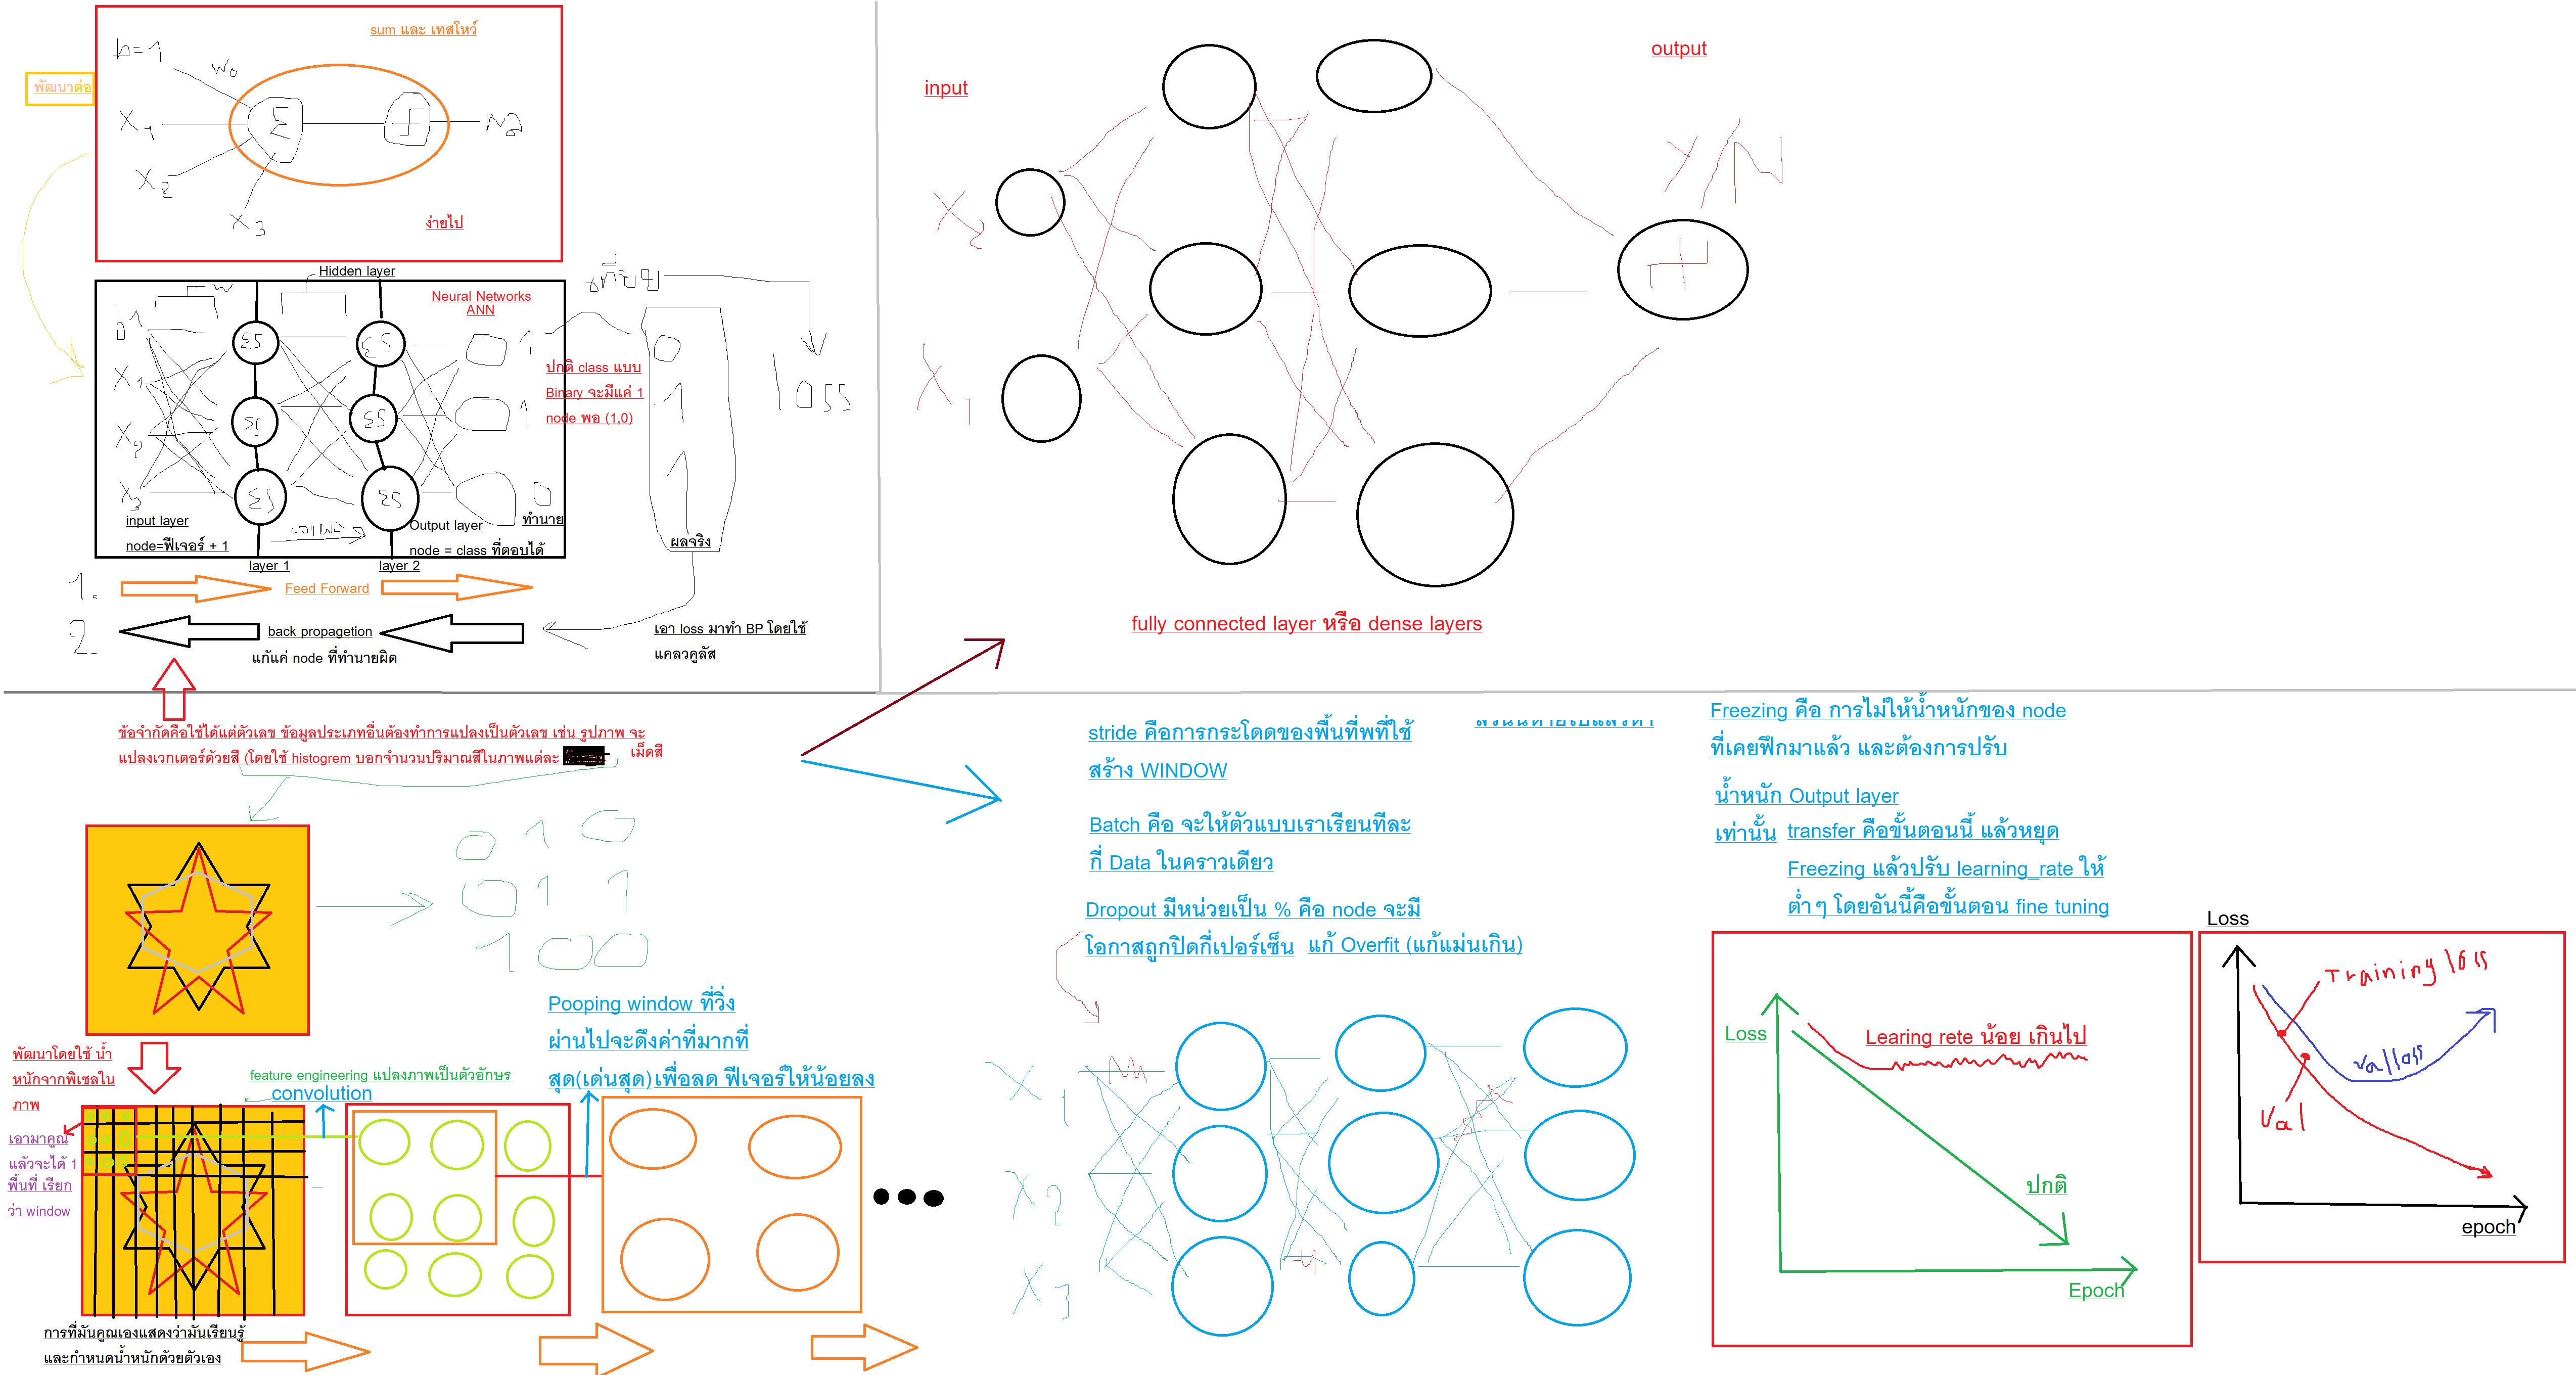 sum และ เทสโหว์
b=1
w0
พัฒนาต่อ
Σ
X1
X2
X3
ง่ายไป
Hidden layer
w
Neural Networks
ANN
b1
X1
X2
X3
Σ
Σ
Σ
Σ
Σ
Σ
1
1
0
ปกติ class แบบ
Binary จะมีแค่ 1
node พอ (1,0)
เทียบ
0
1
1
loss
input layer
node=ฟีเจอร์ + 1
Output layer
node = class ที่ตอบได้
ทำนาย
ผลจริง
layer 1
layer 2
1.
Feed Forward
2.
back propagetion
แก้แค่ node ที่ทำนายผิด
เอา loss มาทำ BP โดยใช้
แคลวคูลัส
input
output
X2
X1
Y/N
fully connected layer หรือ dense layers
ข้อจำกัดคือใช้ได้แต่ตัวเลข ข้อมูลประเภทอื่นต้องทำการแปลงเป็นตัวเลข เช่น รูปภาพ จะ
แปลงเวกเตอร์ด้วยสี (โดยใช้ histogrem บอกจำนวนปริมาณสีในภาพแต่ละ เม็ดสี
0 1 0
0 1 1
1 0 0
พัฒนาโดยใช้ น้ำ
หนักจากพิเซลใน
ภาพ
feature engineering แปลงภาพเป็นตัวอักษร
convolution
เอามาคูณ
แล้วจะได้ 1
พื้นที่ เรียก
ว่า window
การที่มันคูณเองแสดงว่ามันเรียนรู้
และกำหนดน้ำหนักด้วยตัวเอง
Pooping window ที่วิ่ง
ผ่านไปจะดึงค่าที่มากที่
สุด(เด่นสุด) เพื่อลด ฟีเจอร์ให้น้อยลง
stride คือการกระโดดของพื้นที่พที่ใช้
สร้าง WINDOW
Batch คือ จะให้ตัวแบบเราเรียนทีละ
กี่ Data ในคราวเดียว
Dropout มีหน่วยเป็น % คือ node จะมี
โอกาสถูกปิดกี่เปอร์เซ็น แก้ Overfit (แก้แม่นเกิน)
X1
X2
X3
Freezing คือ การไม่ให้น้ำหนักของ node
ที่เคยฟึกมาแล้ว และต้องการปรับ
น้ำหนัก Output layer
เท่านั้น transfer คือขั้นตอนนี้ แล้วหยุด
Freezing แล้วปรับ learning_rate ให้
ต่ำๆ โดยอันนี้คือขั้นตอน fine tuning
Loss
Learing rete น้อย เกินไป
ปกติ
Epoch
Loss
Training loss
val loss
val
epoch